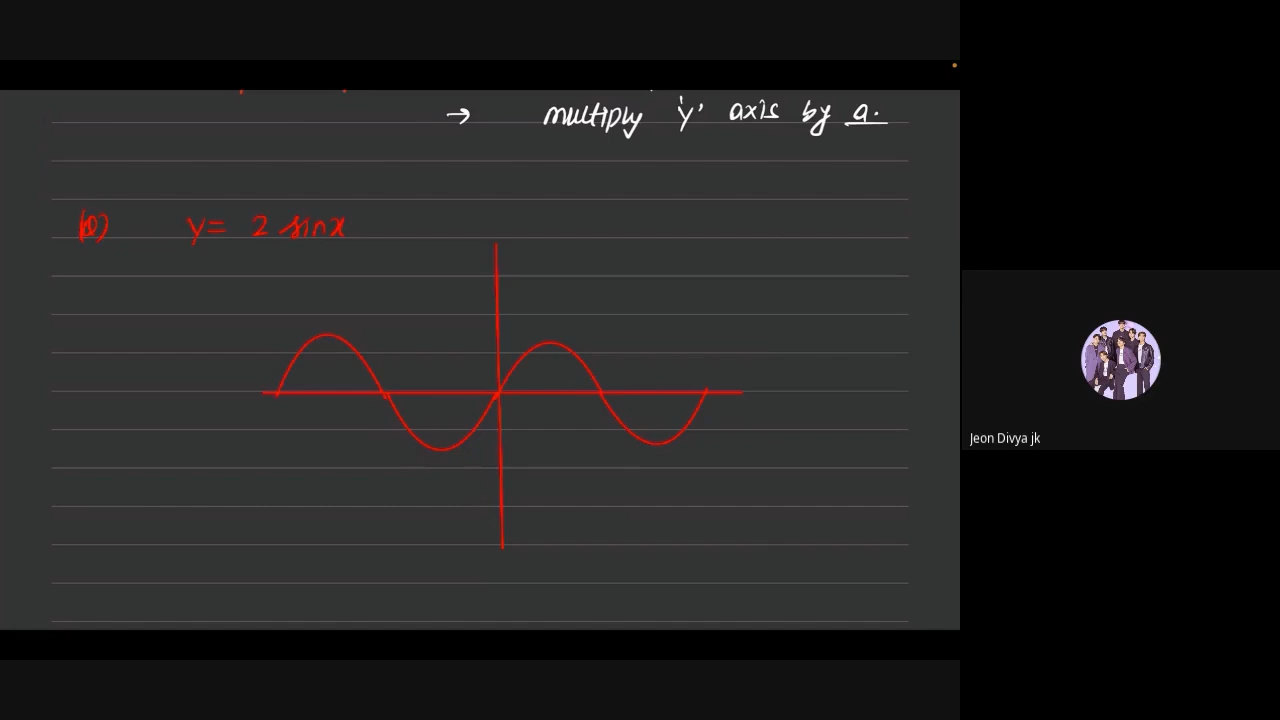 → multiply 'y' axis by a.
Q) y= 2 sinx
Jeon Divya jk